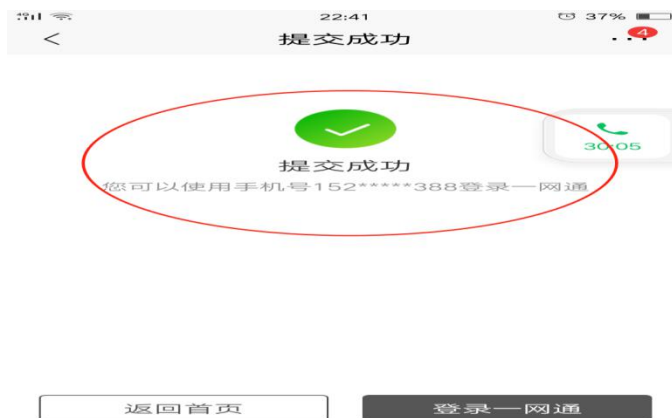 22:41
37%
提交成功
4
30:05
提交成功
您可以使用手机号152*****388登录一网通
返回首页
登录一网通